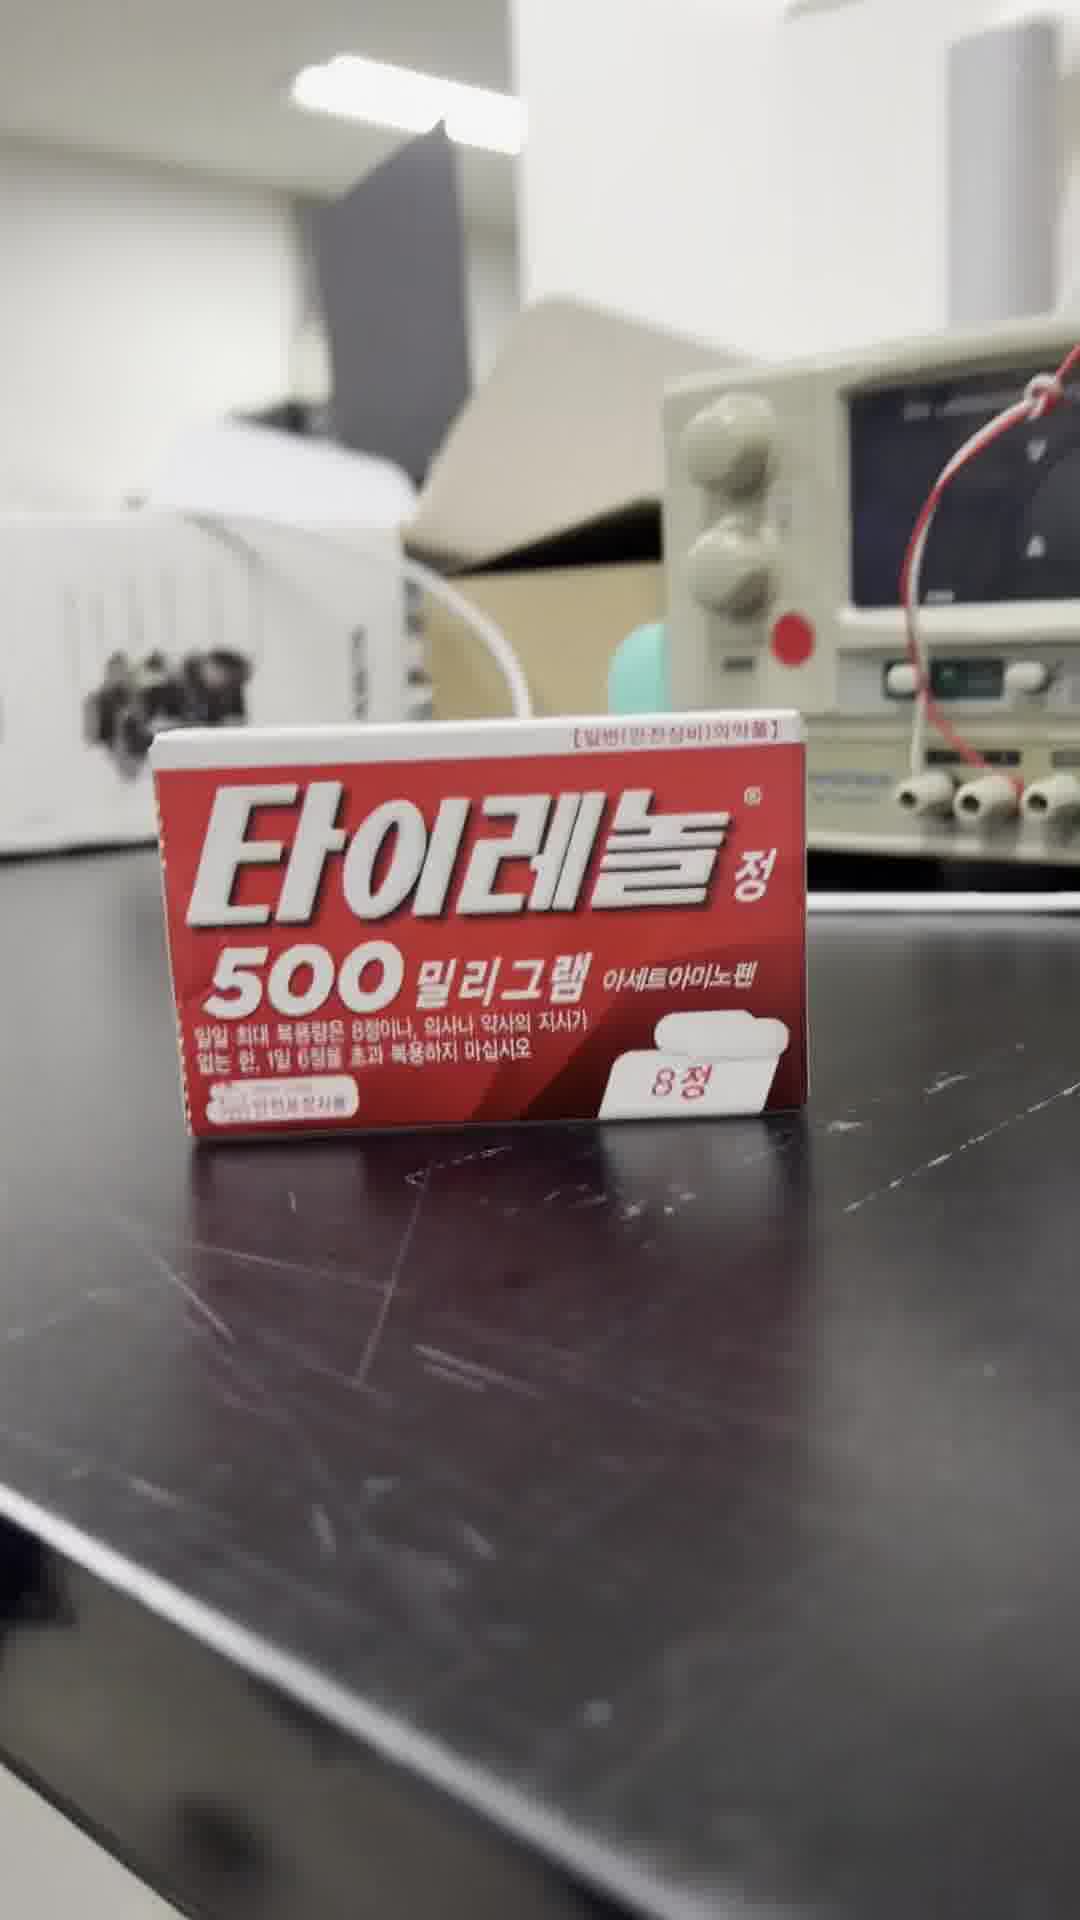 [일반(안전상비)의약품]
타이레놀® 정
500 밀리그램 아세트아미노펜
일일 최대 복용량은 8정이나, 의사나 약사의 지시가
없는 한, 1일 6정을 초과 복용하지 마십시오
8정